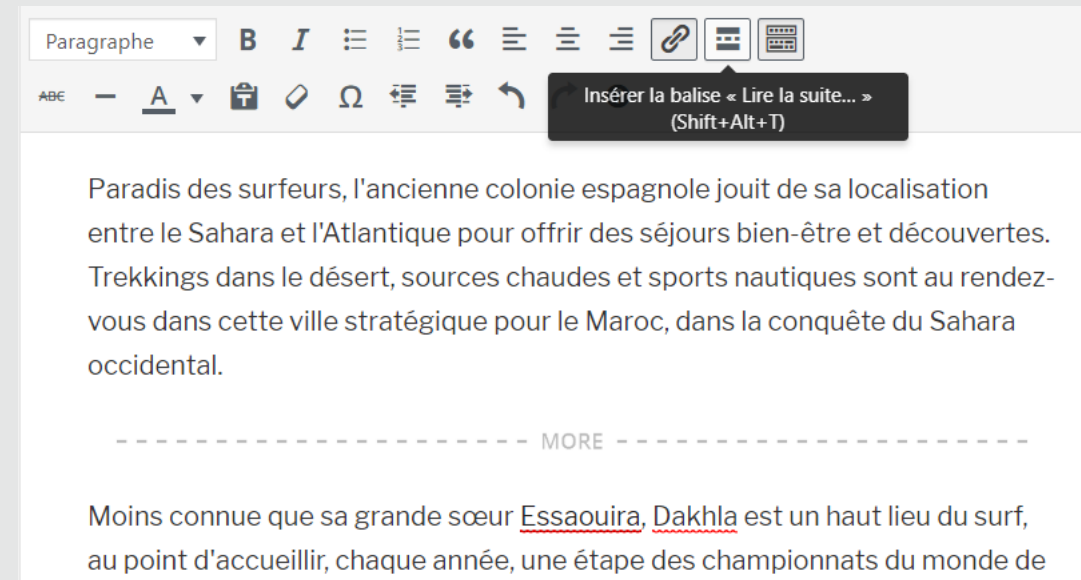 Paragraphe
B I
ABC A Ω
Insérer la balise « Lire la suite... »
(Shift+Alt+T)
Paradis des surfeurs, l'ancienne colonie espagnole jouit de sa localisation
entre le Sahara et l'Atlantique pour offrir des séjours bien-être et découvertes.
Trekkings dans le désert, sources chaudes et sports nautiques sont au rendez-
vous dans cette ville stratégique pour le Maroc, dans la conquête du Sahara
occidental.
MORE
Moins connue que sa grande sœur Essaouira, Dakhla est un haut lieu du surf,
au point d'accueillir, chaque année, une étape des championnats du monde de